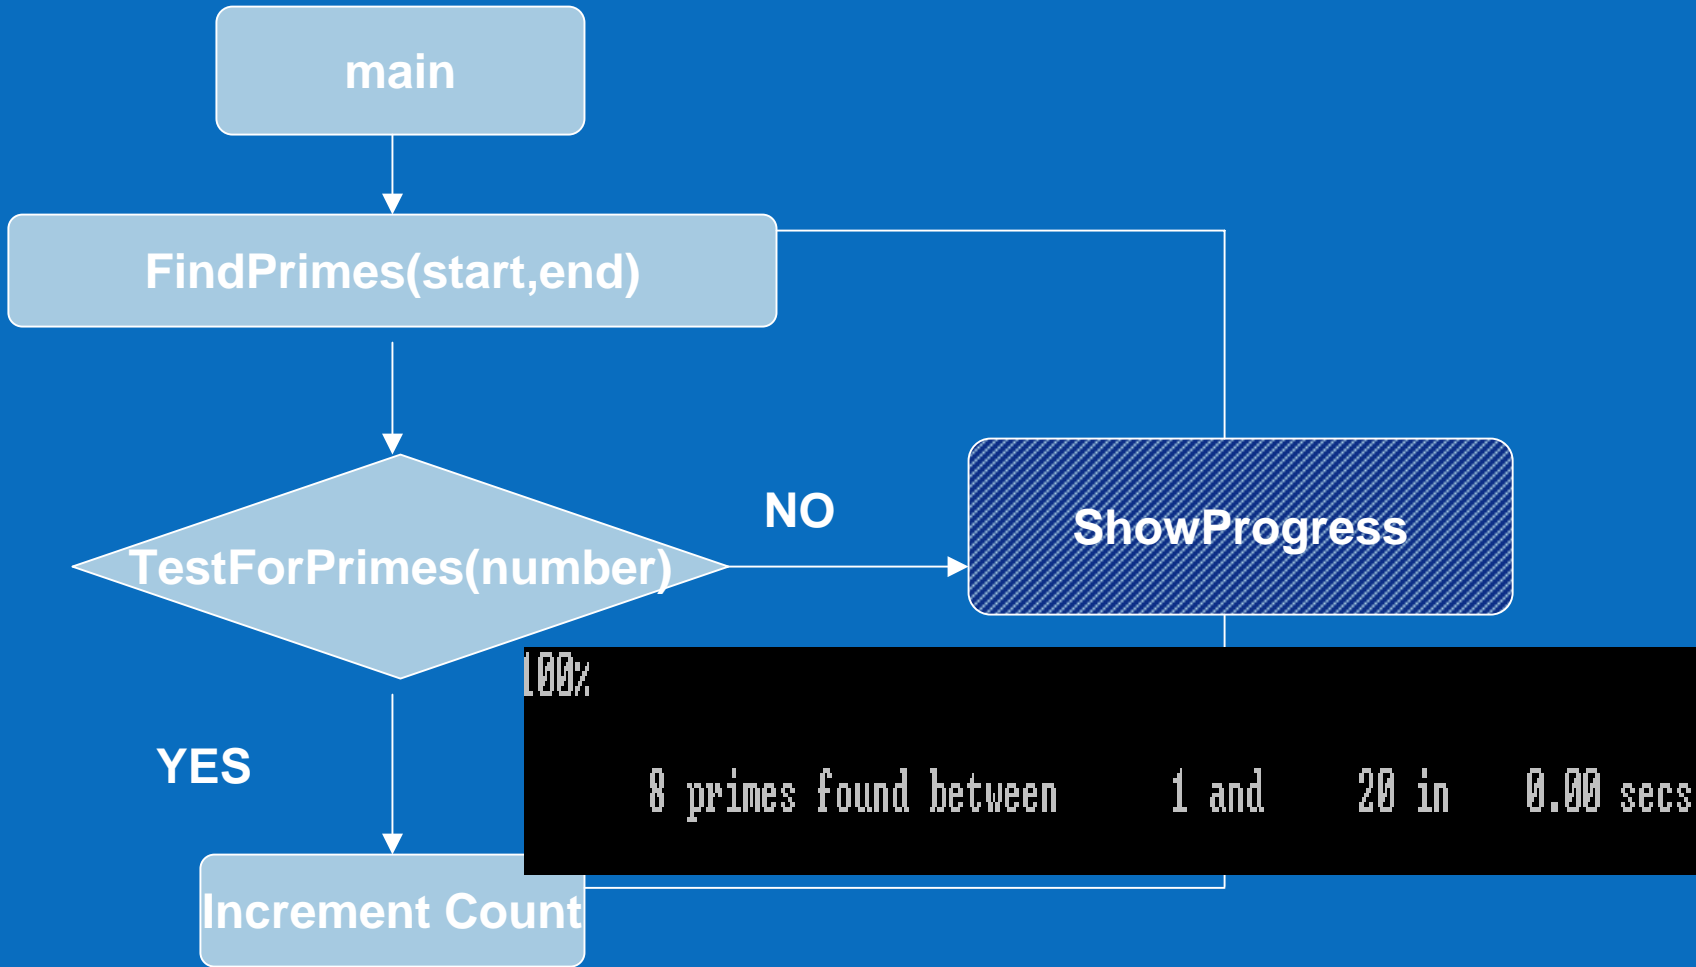 main
FindPrimes(start,end)
NO
ShowProgress
TestForPrimes(number)
100%
YES
8 primes found between 1 and 20 in 0.00 secs
Increment Count